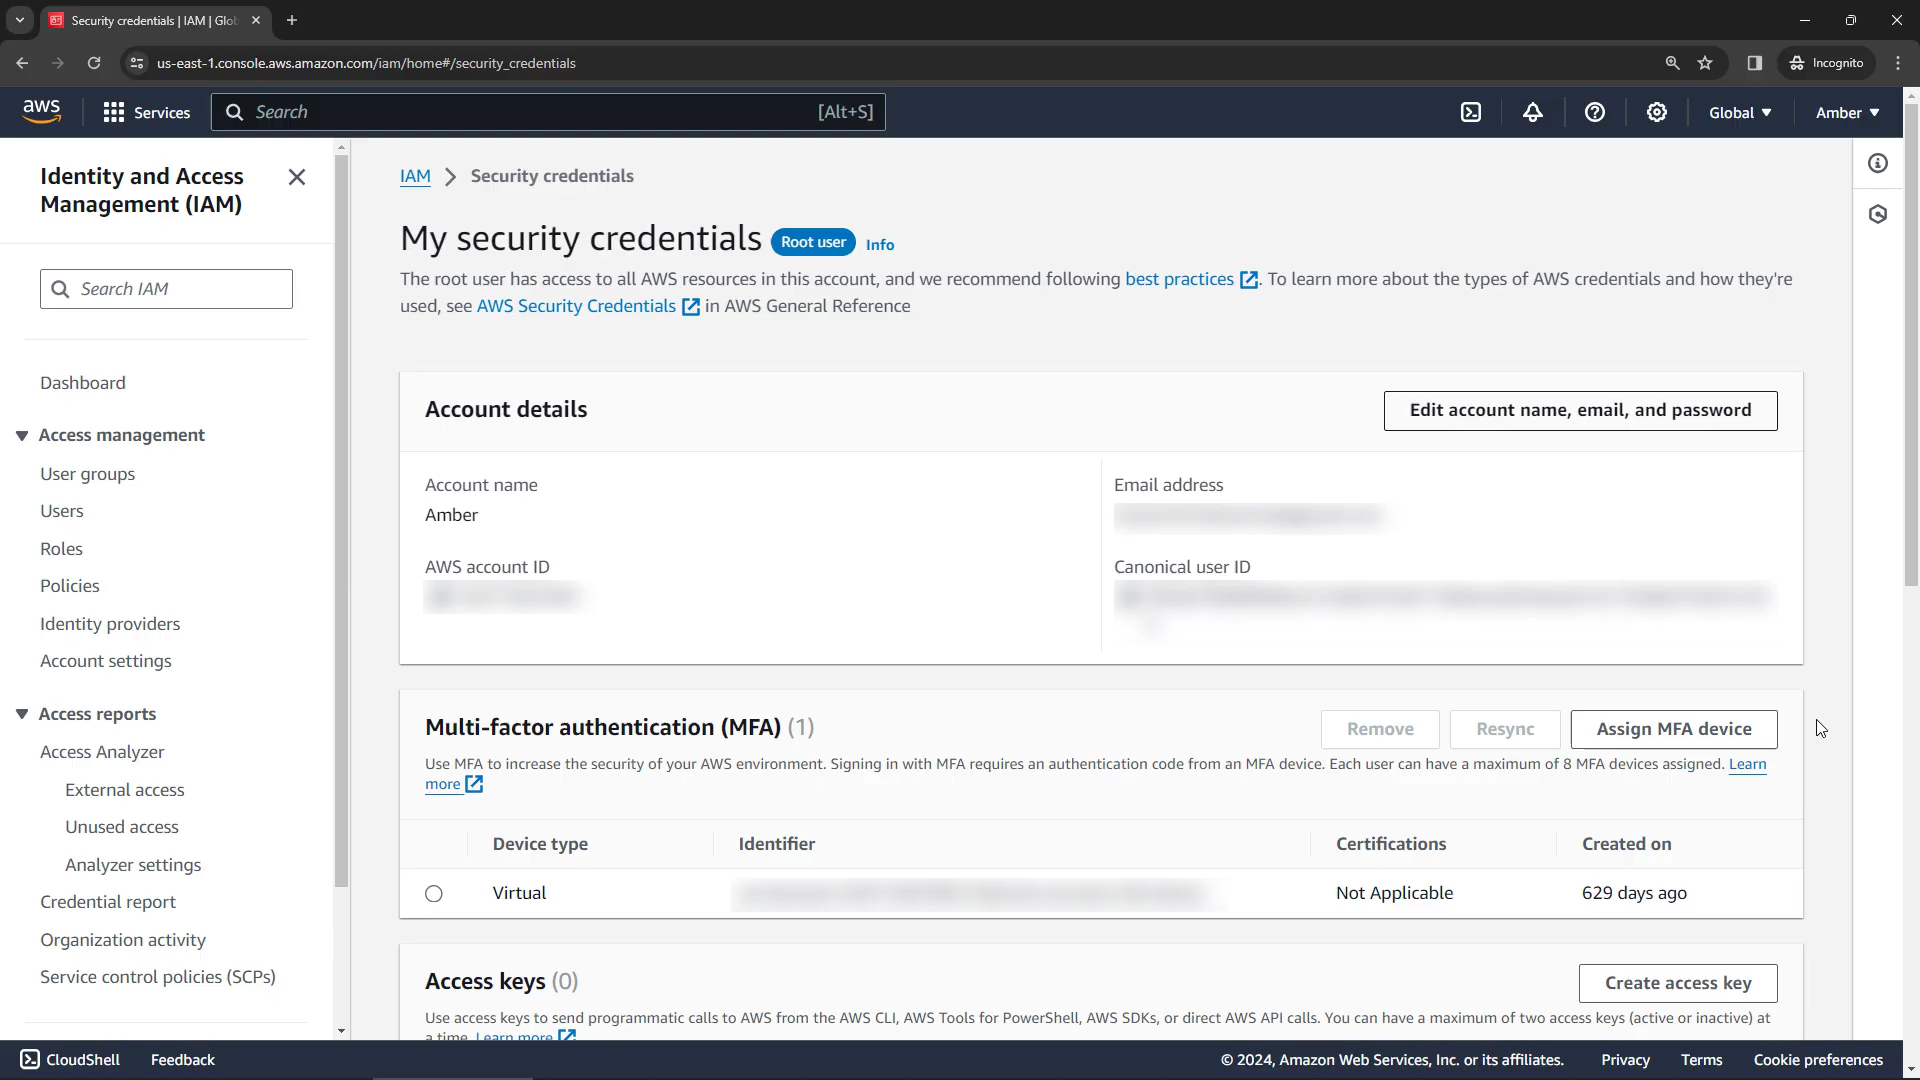 Security credentials | IAM | Glo
us-east-1.console.aws.amazon.com/iam/home#/security_credentials
Incognito
aws
Services
Search
[Alt+S]
Global
Amber
Identity and Access
Management (IAM)
Search IAM
Dashboard
Access management
User groups
Users
Roles
Policies
Identity providers
Account settings
Access reports
Access Analyzer
External access
Unused access
Analyzer settings
Credential report
Organization activity
Service control policies (SCPs)
IAM
Security credentials
My security credentials
Root user
Info
The root user has access to all AWS resources in this account, and we recommend following best practices. To learn more about the types of AWS credentials and how they're
used, see AWS Security Credentials in AWS General Reference
Account details
Edit account name, email, and password
Account name
Amber
Email address
AWS account ID
Canonical user ID
Multi-factor authentication (MFA) (1)
Remove
Resync
Assign MFA device
Use MFA to increase the security of your AWS environment. Signing in with MFA requires an authentication code from an MFA device. Each user can have a maximum of 8 MFA devices assigned. Learn
more
Device type
Identifier
Certifications
Created on
Virtual
Not Applicable
629 days ago
Access keys (0)
Create access key
Use access keys to send programmatic calls to AWS from the AWS CLI, AWS Tools for PowerShell, AWS SDKs, or direct AWS API calls. You can have a maximum of two access keys (active or inactive) at
a time. Learn more
CloudShell
Feedback
© 2024, Amazon Web Services, Inc. or its affiliates.
Privacy
Terms
Cookie preferences